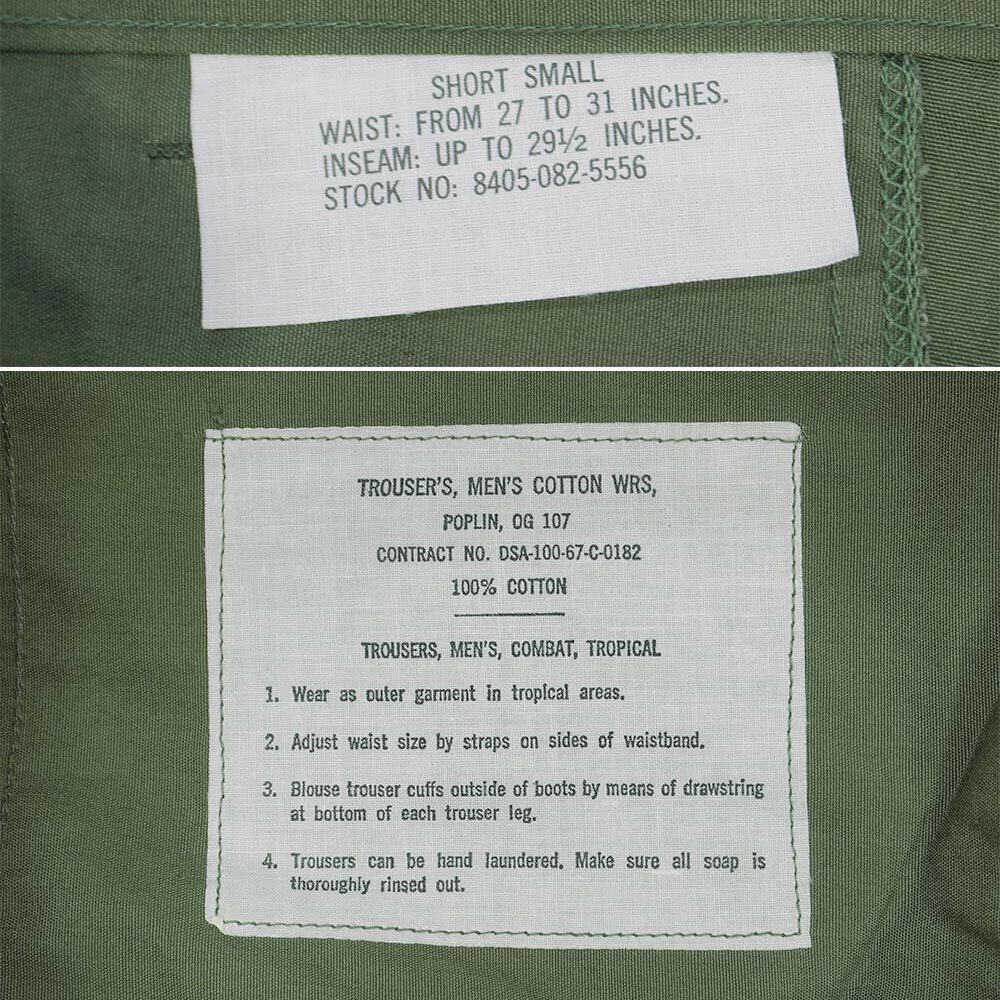 SHORT SMALL
WAIST: FROM 27 TO 31 INCHES.
INSEAM: UP TO 29½ INCHES.
STOCK NO: 8405-082-5556
TROUSER'S, MEN'S COTTON WRS,
POPLIN, OG 107
CONTRACT NO. DSA-100-67-C-0182
100% COTTON
TROUSERS, MEN'S, COMBAT, TROPICAL
1. Wear as outer garment in tropical areas.
2. Adjust waist size by straps on sides of waistband.
3. Blouse trouser cuffs outside of boots by means of drawstring
at bottom of each trouser leg.
4. Trousers can be hand laundered. Make sure all soap is
thoroughly rinsed out.